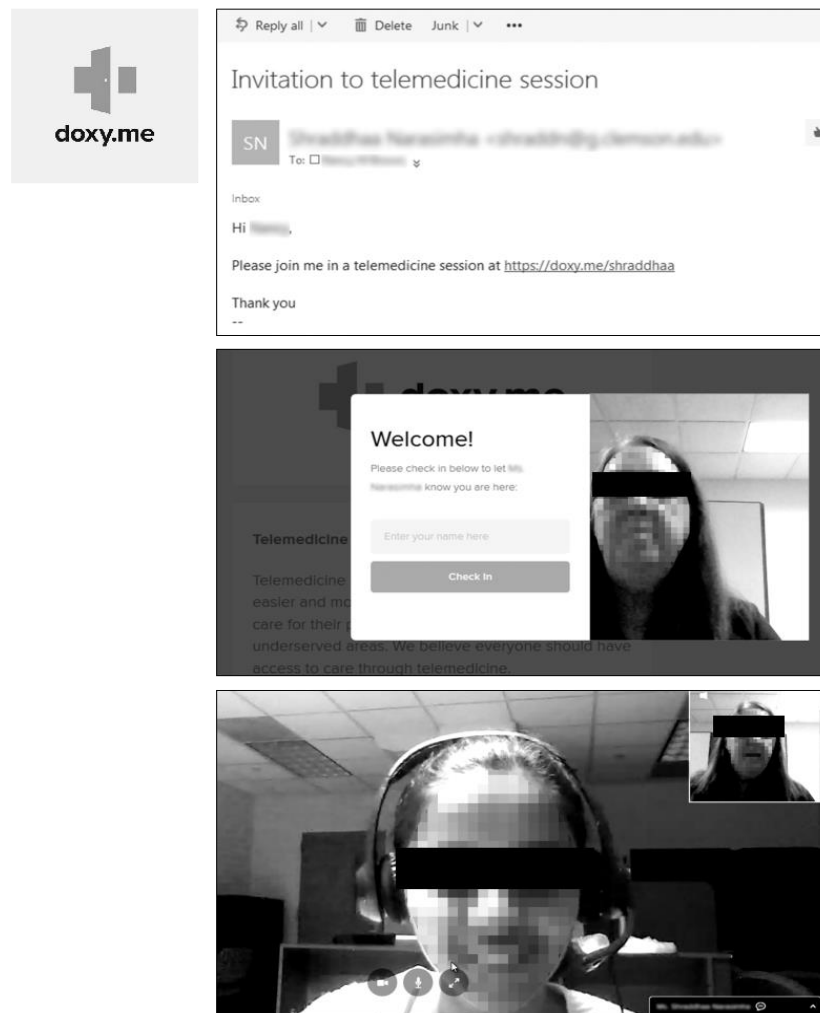 doxy.me
Reply all | Delete Junk | •••
Invitation to telemedicine session
SN
To:
Inbox
Hi ,
Please join me in a telemedicine session at https://doxy.me/shraddhaa
Thank you
--
doxy.me
Welcome!
Please check in below to let
know you are here:
Enter your name here
Check In
Telemedicine
Telemedicine
easier and mo
care for their p
underserved areas. We believe everyone should have
access to care through telemedicine.